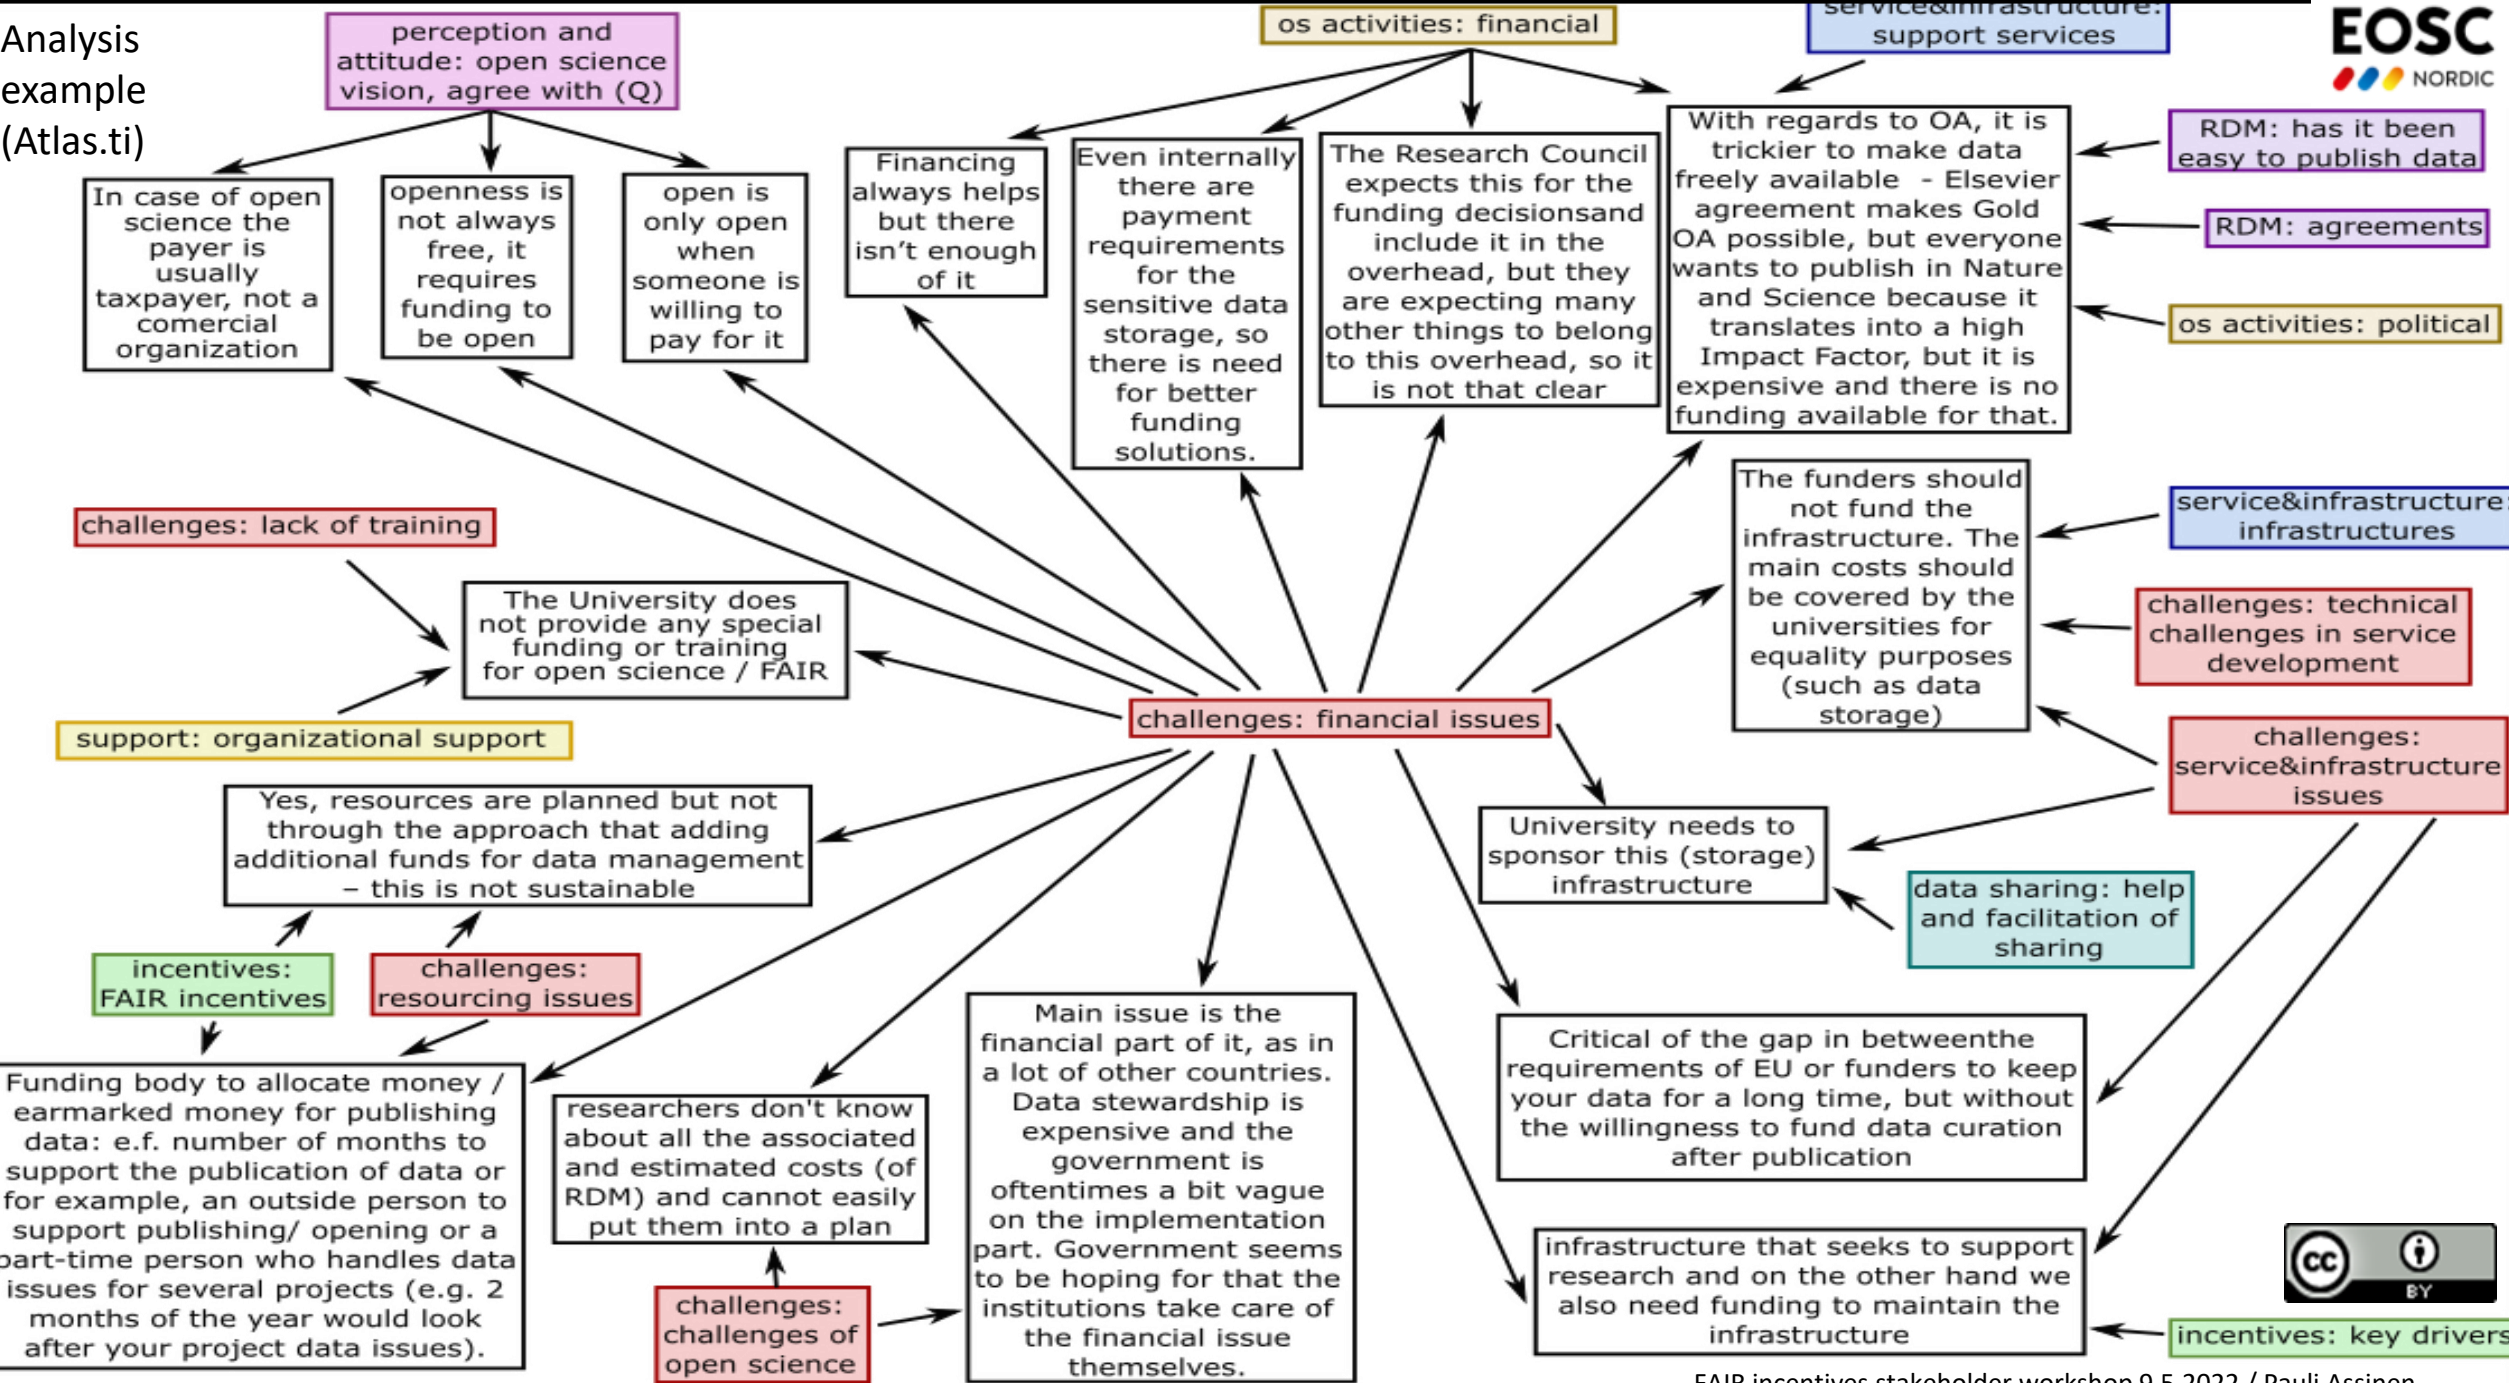 Analysis
example
(Atlas.ti)
perception and
attitude: open science
vision, agree with (Q)
os activities: financial
service&infrastructure:
support services
EOSC
NORDIC
In case of open
science the
payer is
usually
taxpayer, not a
comercial
organization
openness is
not always
free, it
requires
funding to
be open
open is
only open
when
someone is
willing to
pay for it
Financing
always helps
but there
isn't enough
of it
Even internally
there are
payment
requirements
for the
sensitive data
storage, so
there is need
for better
funding
solutions.
The Research Council
expects this for the
funding decisionsand
include it in the
overhead, but they
are expecting many
other things to belong
to this overhead, so it
is not that clear
With regards to OA, it is
trickier to make data
freely available - Elsevier
agreement makes Gold
OA possible, but everyone
wants to publish in Nature
and Science because it
translates into a high
Impact Factor, but it is
expensive and there is no
funding available for that.
RDM: has it been
easy to publish data
RDM: agreements
os activities: political
challenges: lack of training
The University does
not provide any special
funding or training
for open science / FAIR
support: organizational support
challenges: financial issues
The funders should
not fund the
infrastructure. The
main costs should
be covered by the
universities for
equality purposes
(such as data
storage)
service&infrastructure:
infrastructures
challenges: technical
challenges in service
development
challenges:
service&infrastructure
issues
Yes, resources are planned but not
through the approach that adding
additional funds for data management
– this is not sustainable
University needs to
sponsor this (storage)
infrastructure
data sharing: help
and facilitation of
sharing
incentives:
FAIR incentives
challenges:
resourcing issues
Funding body to allocate money /
earmarked money for publishing
data: e.f. number of months to
support the publication of data or
for example, an outside person to
support publishing/ opening or a
part-time person who handles data
issues for several projects (e.g. 2
months of the year would look
after your project data issues).
researchers don't know
about all the associated
and estimated costs (of
RDM) and cannot easily
put them into a plan
challenges:
challenges of
open science
Main issue is the
financial part of it, as in
a lot of other countries.
Data stewardship is
expensive and the
government is
oftentimes a bit vague
on the implementation
part. Government seems
to be hoping for that the
institutions take care of
the financial issue
themselves.
Critical of the gap in betweenthe
requirements of EU or funders to keep
your data for a long time, but without
the willingness to fund data curation
after publication
infrastructure that seeks to support
research and on the other hand we
also need funding to maintain the
infrastructure
cc
BY
incentives: key drivers
FAIR incentives stakeholder workshop 9.5.2022 / Pauli Assinen